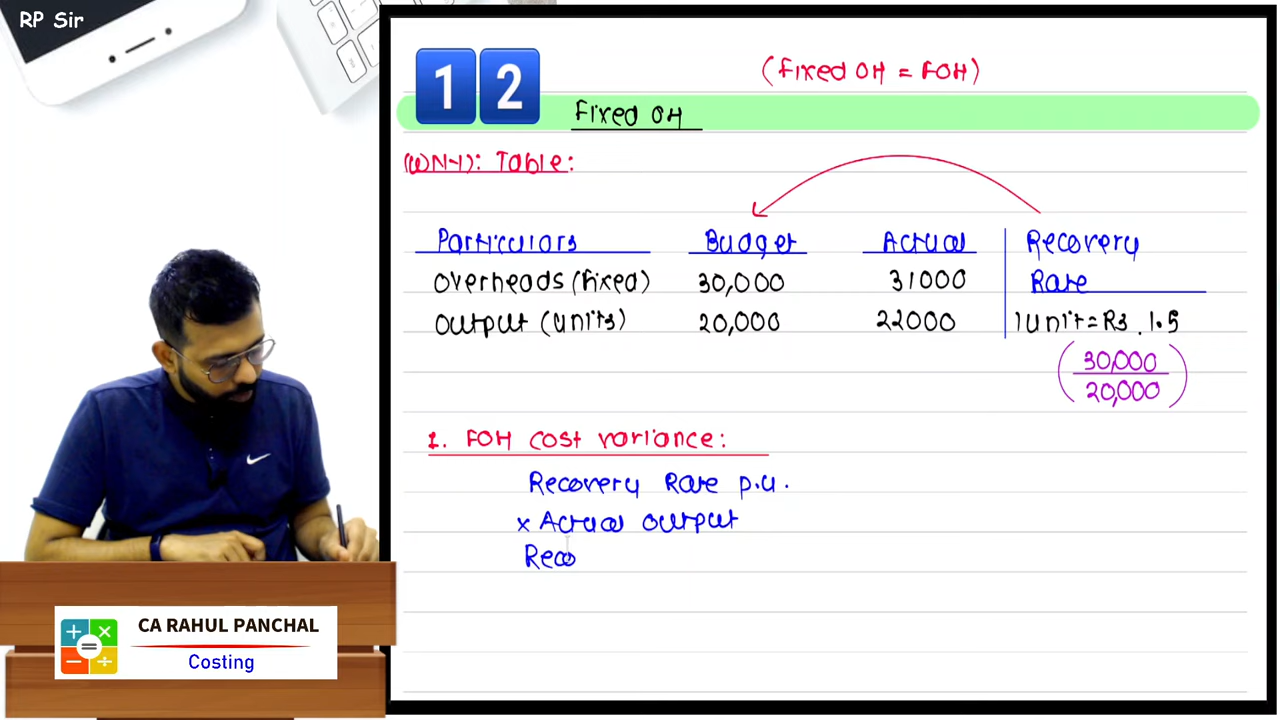 RP Sir
12
(Fixed OH = FOH)
Fixed OH
(WN-1): Table:
Particulars Budget Actual Recovery
Overheads (fixed) 30,000 31000 Rate
Output (units) 20,000 22000 1 unit = Rs. 1.5
(30,000
20,000)
1. FOH cost variance:
Recovery Rate p.u.
x Actual output
Reco
CA RAHUL PANCHAL
Costing